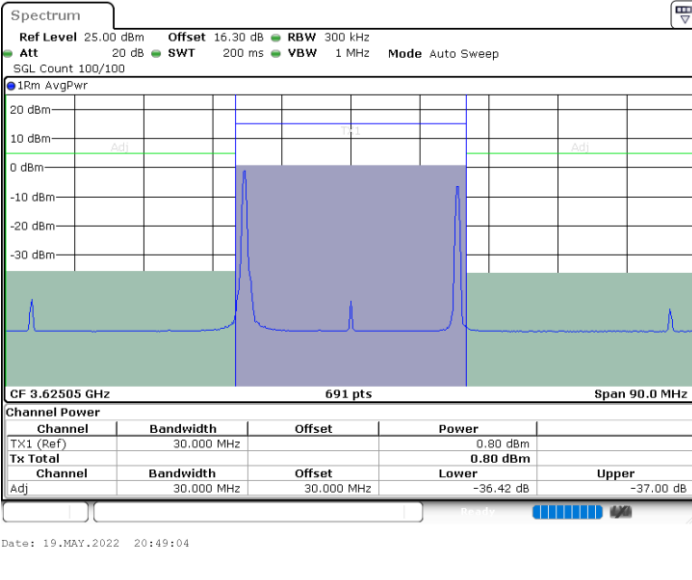 Spectrum
Ref Level 25.00 dBm Offset 16.30 dB RBW 300 kHz
Att 20 dB SWT 200 ms VBW 1 MHz Mode Auto Sweep
SGL Count 100/100
1Rm AvgPwr
20 dBm
TX1
10 dBm
Adj Adj
0 dBm
-10 dBm
-20 dBm
-30 dBm
CF 3.62505 GHz 691 pts Span 90.0 MHz
Channel Power
Channel Bandwidth Offset Power
TX1 (Ref) 30.000 MHz 0.80 dBm
Tx Total 0.80 dBm
Channel Bandwidth Offset Lower Upper
Adj 30.000 MHz 30.000 MHz -36.42 dB -37.00 dB
Ready
Date: 19.MAY.2022 20:49:04